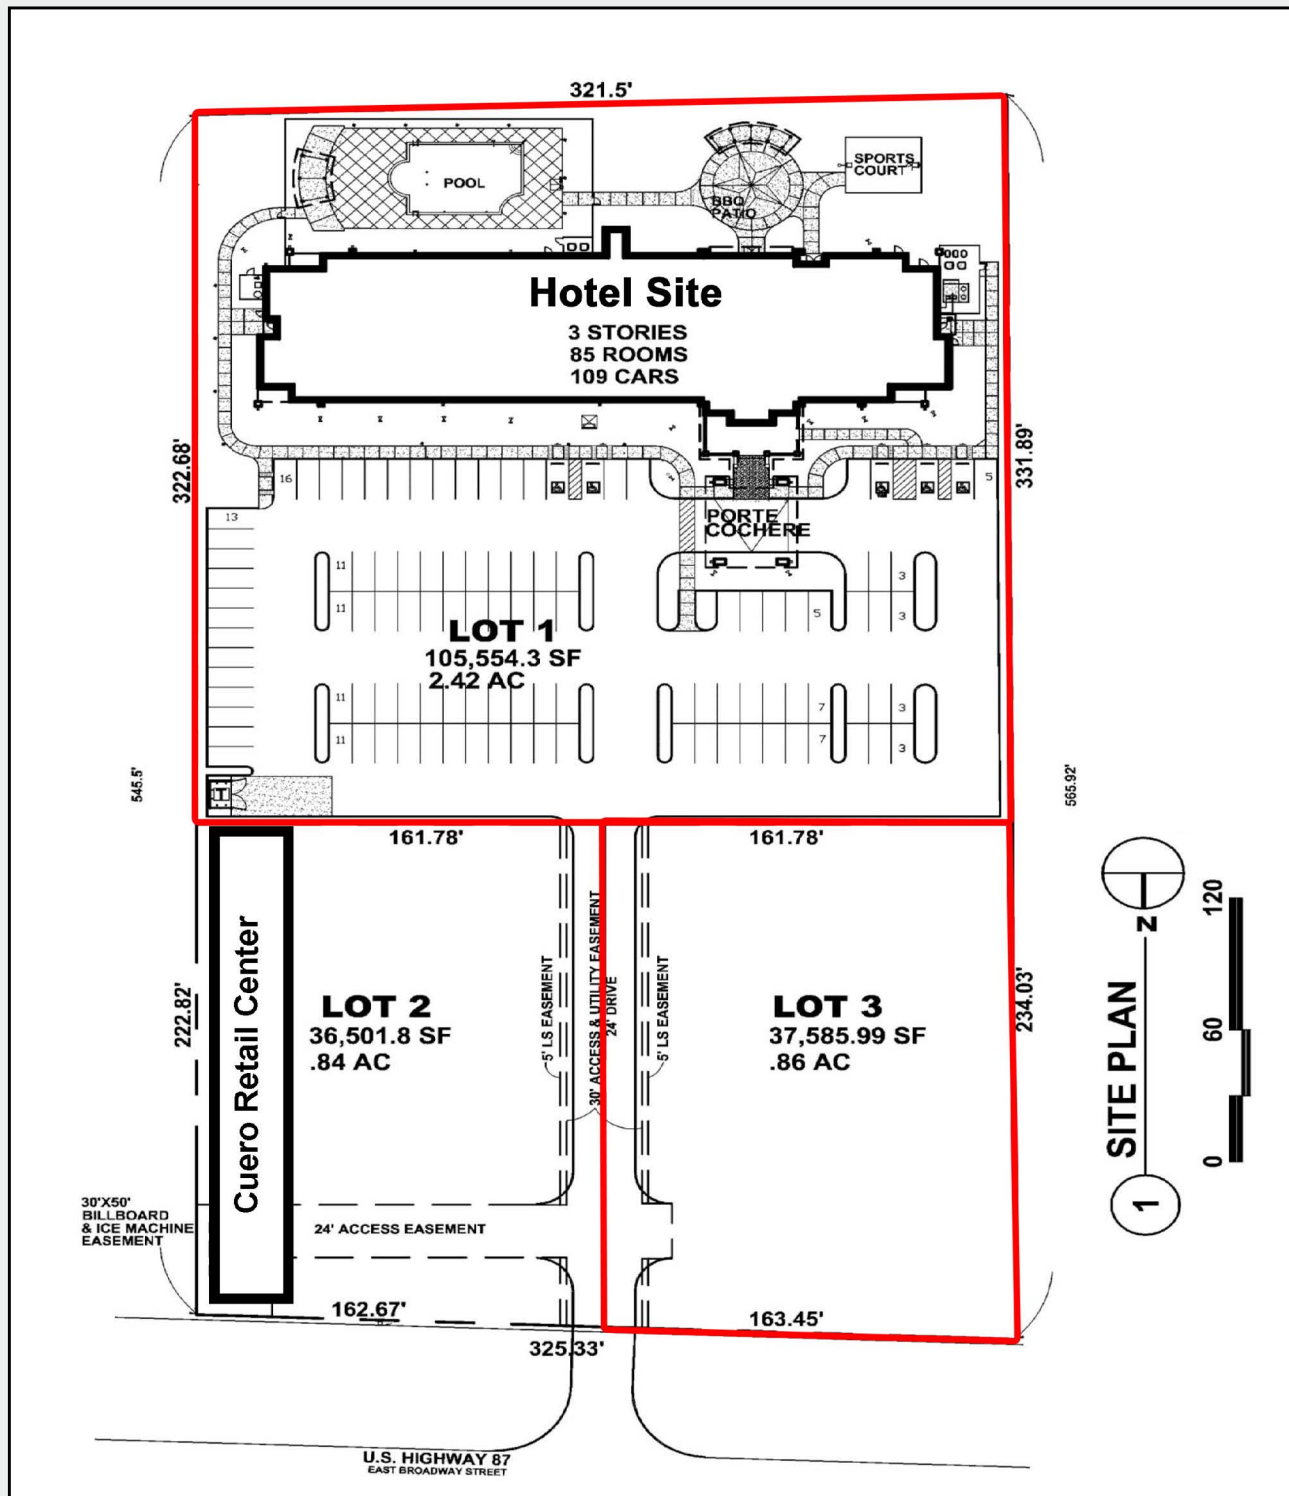 321.5'
POOL
BBQ
PATIO
SPORTS
COURT
Hotel Site
3 STORIES
85 ROOMS
109 CARS
322.68'
331.89'
16
5
13
PORTE
COCHERE
11
3
11
5
3
LOT 1
105,554.3 SF
2.42 AC
11
7
3
11
7
3
T
545.5'
565.92'
161.78'
161.78'
222.82'
Cuero Retail Center
LOT 2
36,501.8 SF
.84 AC
5' LS EASEMENT
30' ACCESS & UTILITY EASEMENT
24' DRIVE
5' LS EASEMENT
LOT 3
37,585.99 SF
.86 AC
234.03'
30'X50'
BILLBOARD
& ICE MACHINE
EASEMENT
24' ACCESS EASEMENT
162.67'
163.45'
325.33'
U.S. HIGHWAY 87
EAST BROADWAY STREET
N
SITE PLAN
1
0
60
120